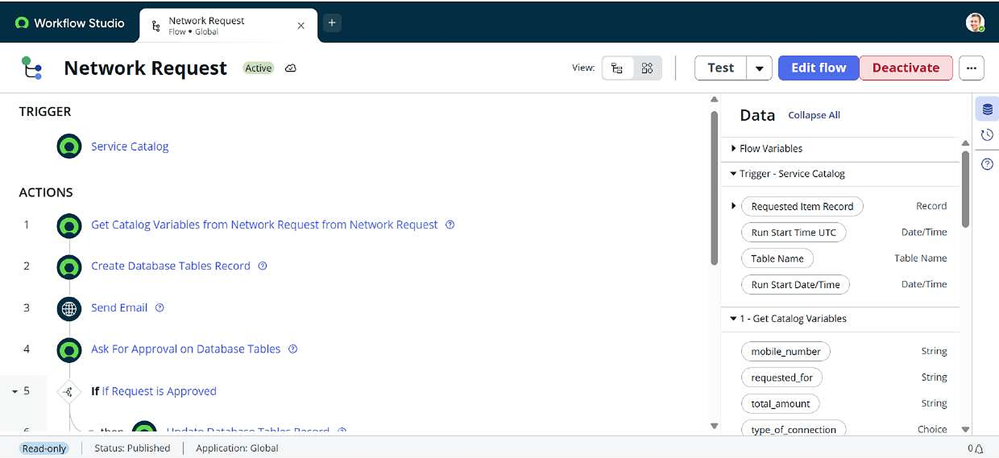 Workflow Studio
Network Request
Flow • Global
Network Request
Active
View:
Test
Edit flow
Deactivate
TRIGGER
Service Catalog
ACTIONS
1 Get Catalog Variables from Network Request from Network Request
2 Create Database Tables Record
3 Send Email
4 Ask For Approval on Database Tables
5 If If Request is Approved
6 then Update Database Tables Record
Data Collapse All
Flow Variables
Trigger - Service Catalog
Requested Item Record Record
Run Start Time UTC Date/Time
Table Name Table Name
Run Start Date/Time Date/Time
1 - Get Catalog Variables
mobile_number String
requested_for String
total_amount String
type_of_connection Choice
Read-only Status: Published Application: Global
0